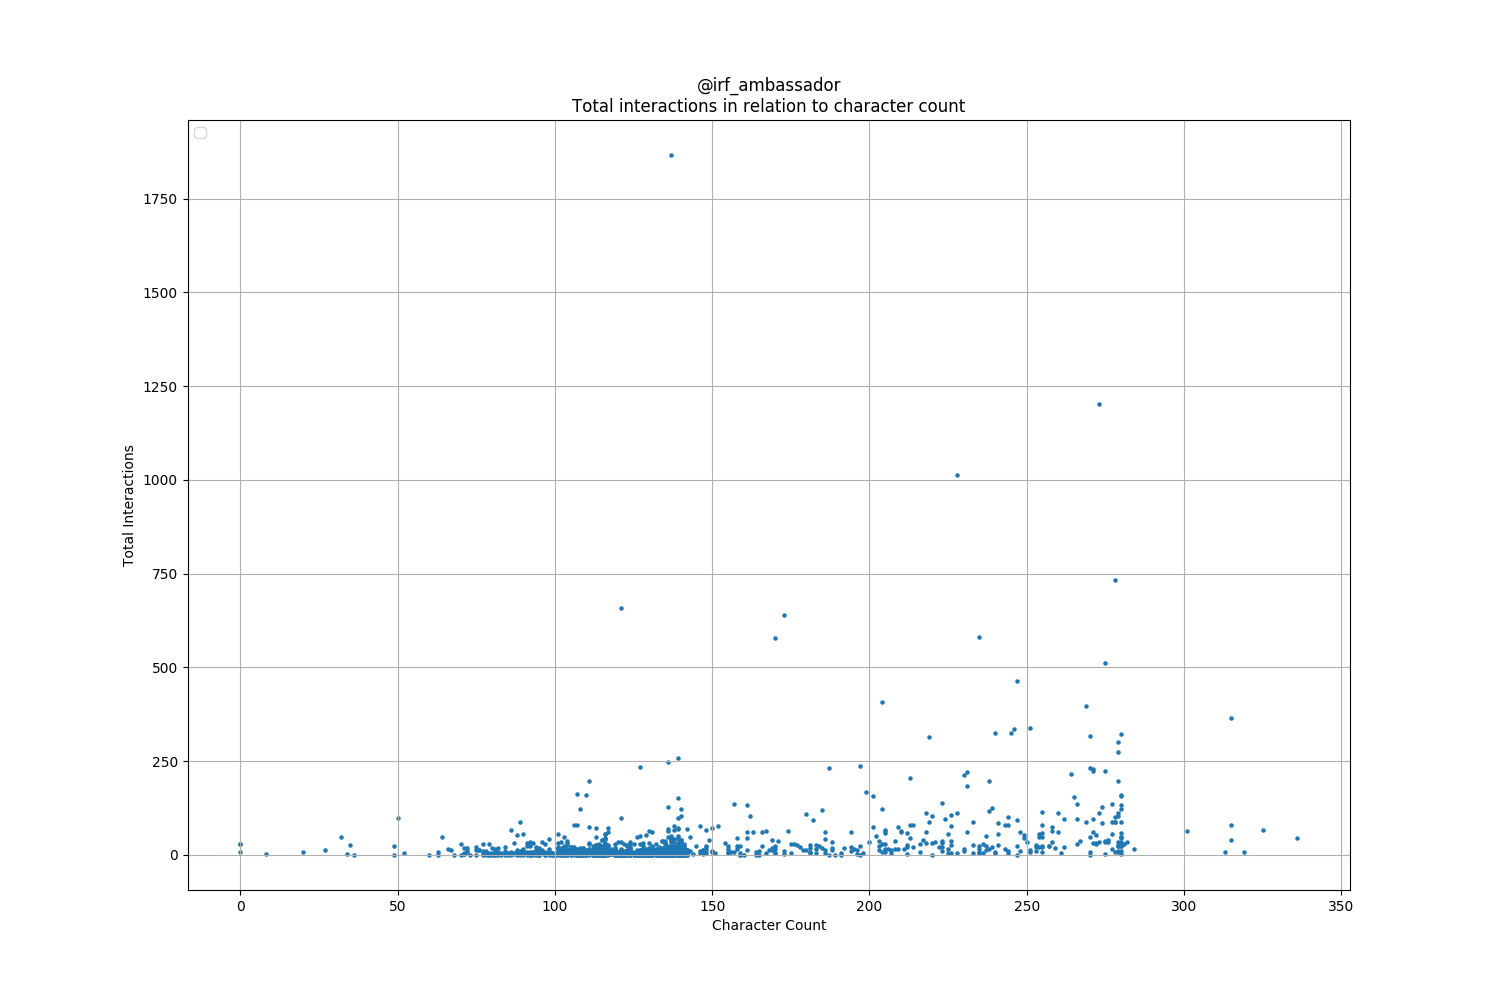 @irf_ambassador
Total interactions in relation to character count
1750
1500
1250
1000
750
500
250
0
Total Interactions
0 50 100 150 200 250 300 350
Character Count